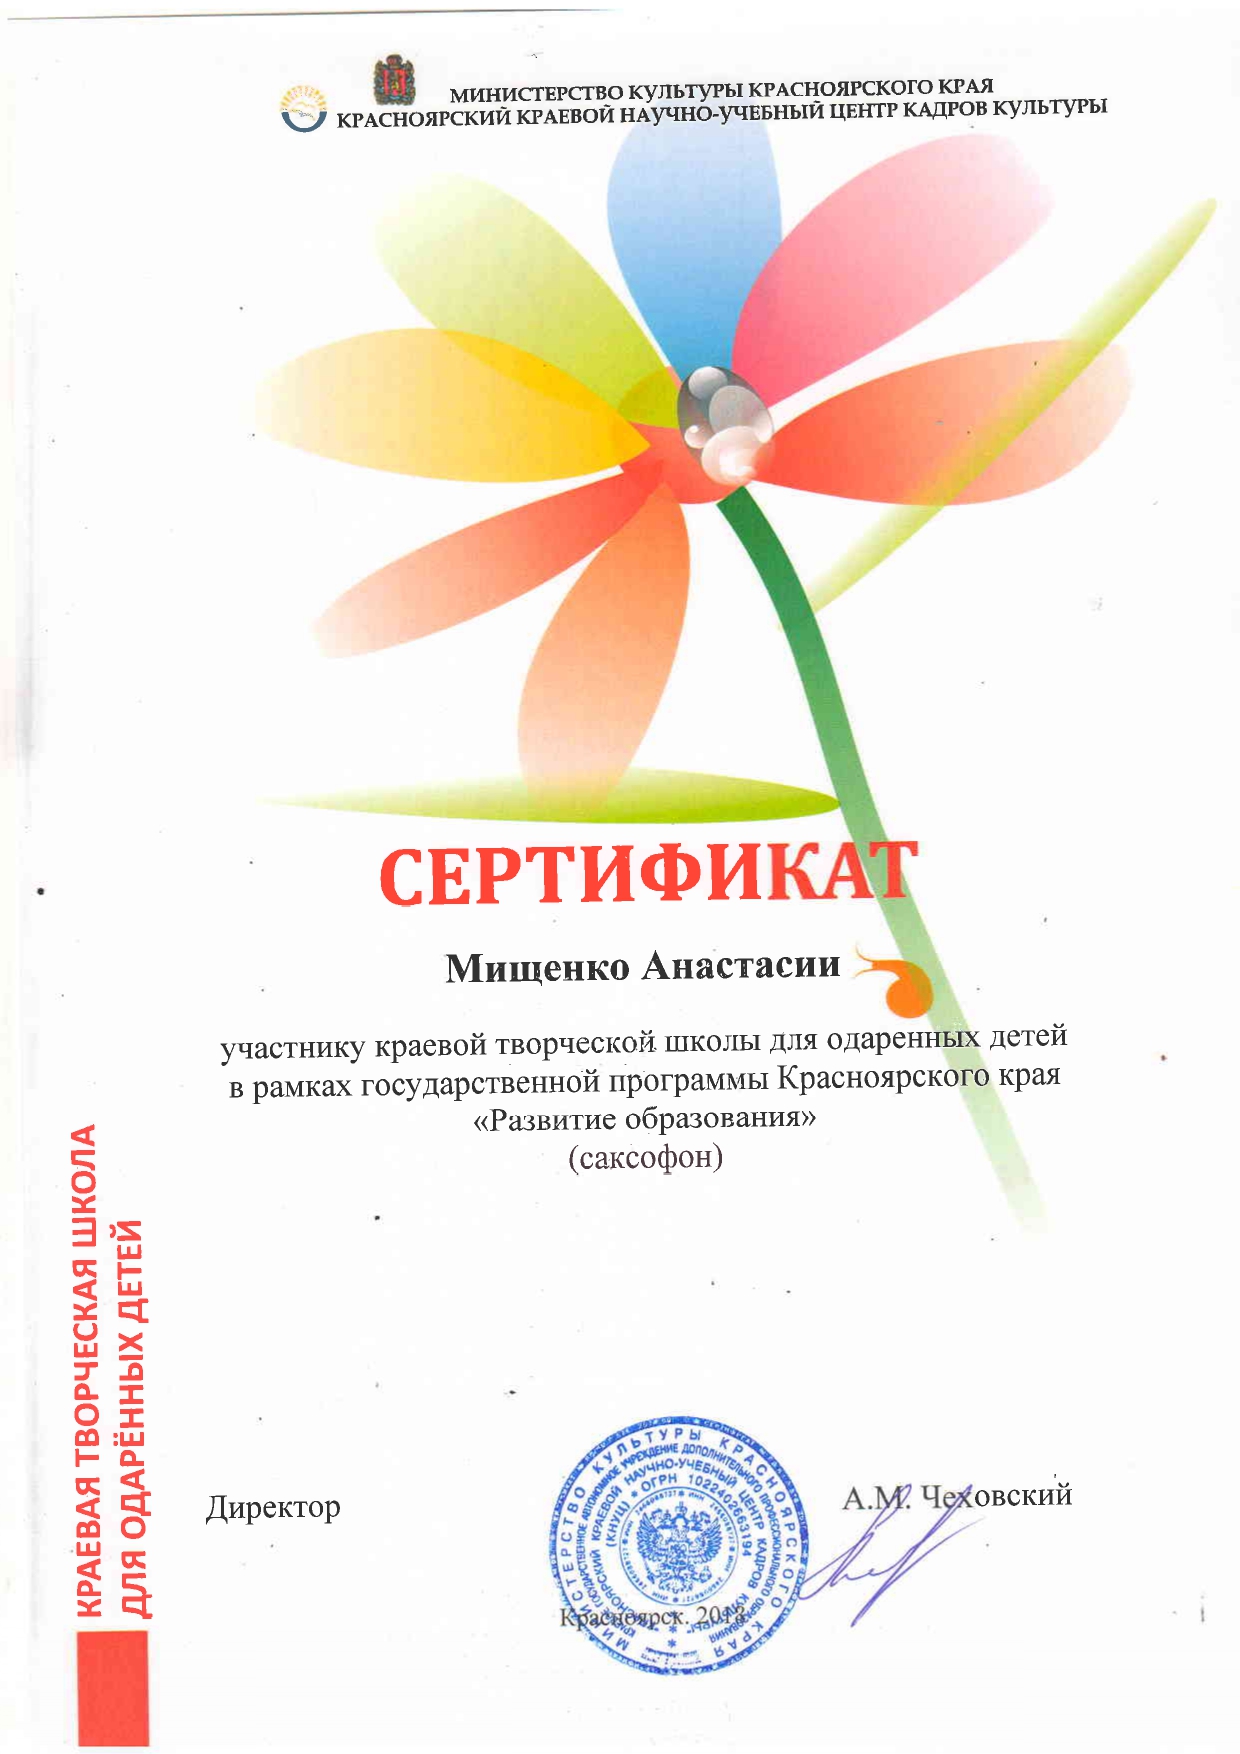 МИНИСТЕРСТВО КУЛЬТУРЫ КРАСНОЯРСКОГО КРАЯ
КРАСНОЯРСКИЙ КРАЕВОЙ НАУЧНО-УЧЕБНЫЙ ЦЕНТР КАДРОВ КУЛЬТУРЫ
СЕРТИФИКАТ
Мищенко Анастасии
участнику краевой творческой школы для одаренных детей
в рамках государственной программы Красноярского края
«Развитие образования»
(саксофон)
КРАЕВАЯ ТВОРЧЕСКАЯ ШКОЛА
ДЛЯ ОДАРЁННЫХ ДЕТЕЙ
Директор
А.М. Чеховский
МИНИСТЕРСТВО КУЛЬТУРЫ КРАСНОЯРСКОГО КРАЯ
КРАЕВОЕ ГОСУДАРСТВЕННОЕ АВТОНОМНОЕ УЧРЕЖДЕНИЕ ДОПОЛНИТЕЛЬНОГО ПРОФЕССИОНАЛЬНОГО ОБРАЗОВАНИЯ
КРАСНОЯРСКИЙ КРАЕВОЙ НАУЧНО-УЧЕБНЫЙ ЦЕНТР КАДРОВ КУЛЬТУРЫ
(КНУЦ) * ОГРН 1022402663194
Красноярск. 2013